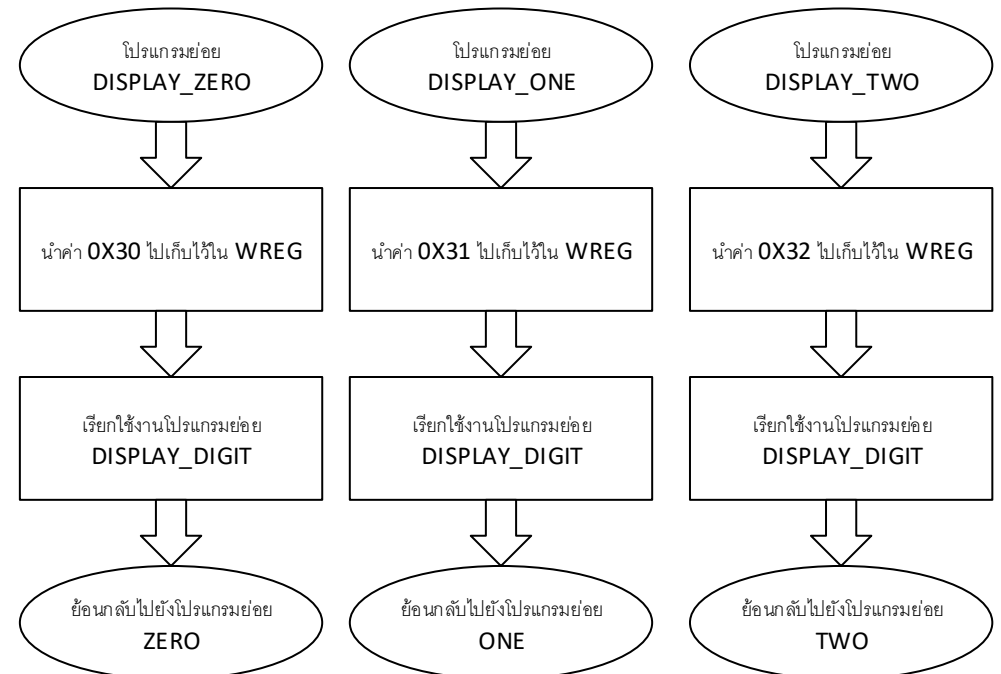 โปรแกรมย่อย
DISPLAY_ZERO
นำค่า 0X30 ไปเก็บไว้ใน WREG
เรียกใช้งานโปรแกรมย่อย
DISPLAY_DIGIT
ย้อนกลับไปยังโปรแกรมย่อย
ZERO
โปรแกรมย่อย
DISPLAY_ONE
นำค่า 0X31 ไปเก็บไว้ใน WREG
เรียกใช้งานโปรแกรมย่อย
DISPLAY_DIGIT
ย้อนกลับไปยังโปรแกรมย่อย
ONE
โปรแกรมย่อย
DISPLAY_TWO
นำค่า 0X32 ไปเก็บไว้ใน WREG
เรียกใช้งานโปรแกรมย่อย
DISPLAY_DIGIT
ย้อนกลับไปยังโปรแกรมย่อย
TWO